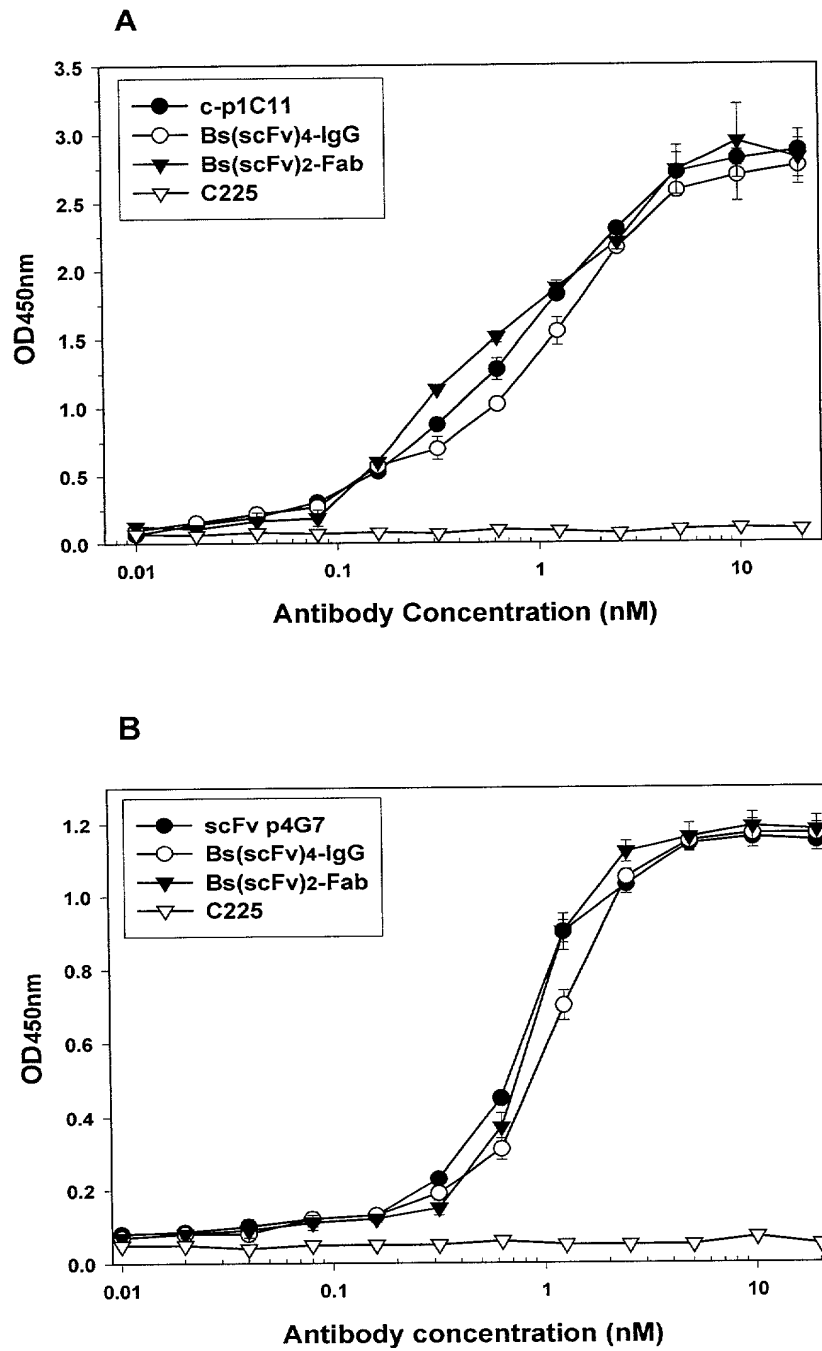 A
3.5
3.0
2.5
2.0
1.5
1.0
0.5
0.0
OD450nm
c-p1C11
Bs(scFv)4-IgG
Bs(scFv)2-Fab
C225
0.01 0.1 1 10
Antibody Concentration (nM)
B
1.2
1.0
0.8
0.6
0.4
0.2
0.0
OD450nm
scFv p4G7
Bs(scFv)4-IgG
Bs(scFv)2-Fab
C225
0.01 0.1 1 10
Antibody concentration (nM)